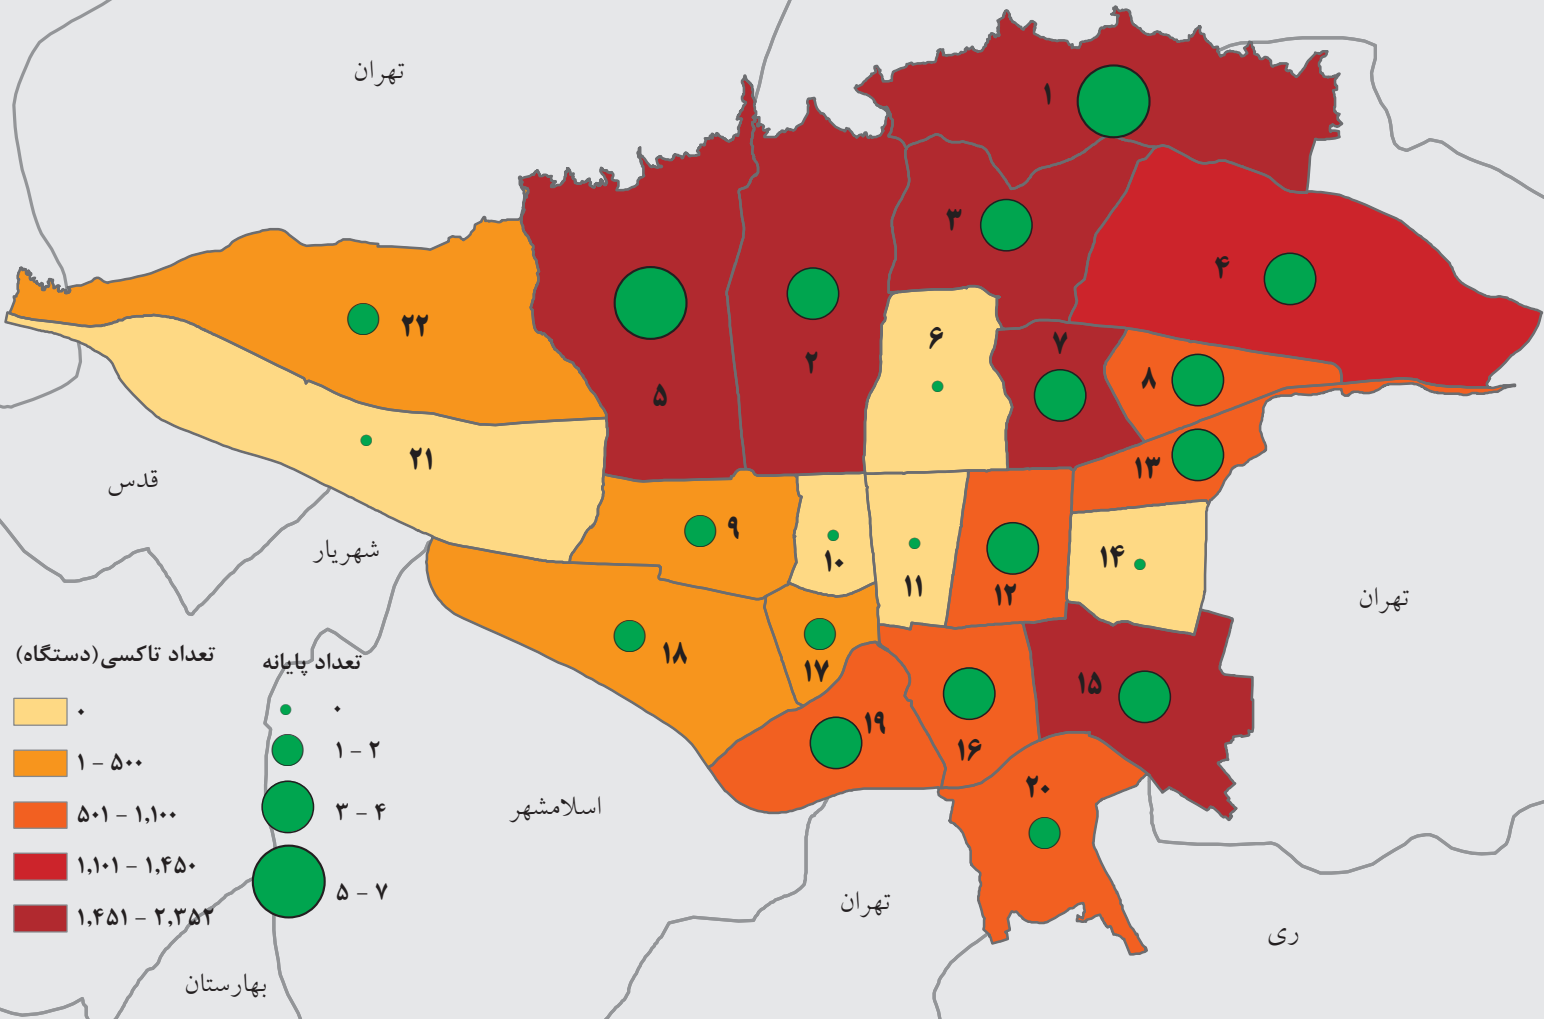 تهران
۱
۳
۴
۲۲
۵
۲
۶
۷
۸
۲۱
۱۳
۹
۱۰
۱۱
۱۲
۱۴
قدس
شهریار
تهران
۱۸
۱۷
۱۹
۱۶
۱۵
۲۰
اسلامشهر
تهران
ری
بهارستان
تعداد تاکسی(دستگاه)
۰
۱ – ۵۰۰
۵۰۱ – ۱,۱۰۰
۱,۱۰۱ – ۱,۴۵۰
۱,۴۵۱ – ۲,۳۵۲
تعداد پایانه
۰
۱ – ۲
۳ – ۴
۵ – ۷